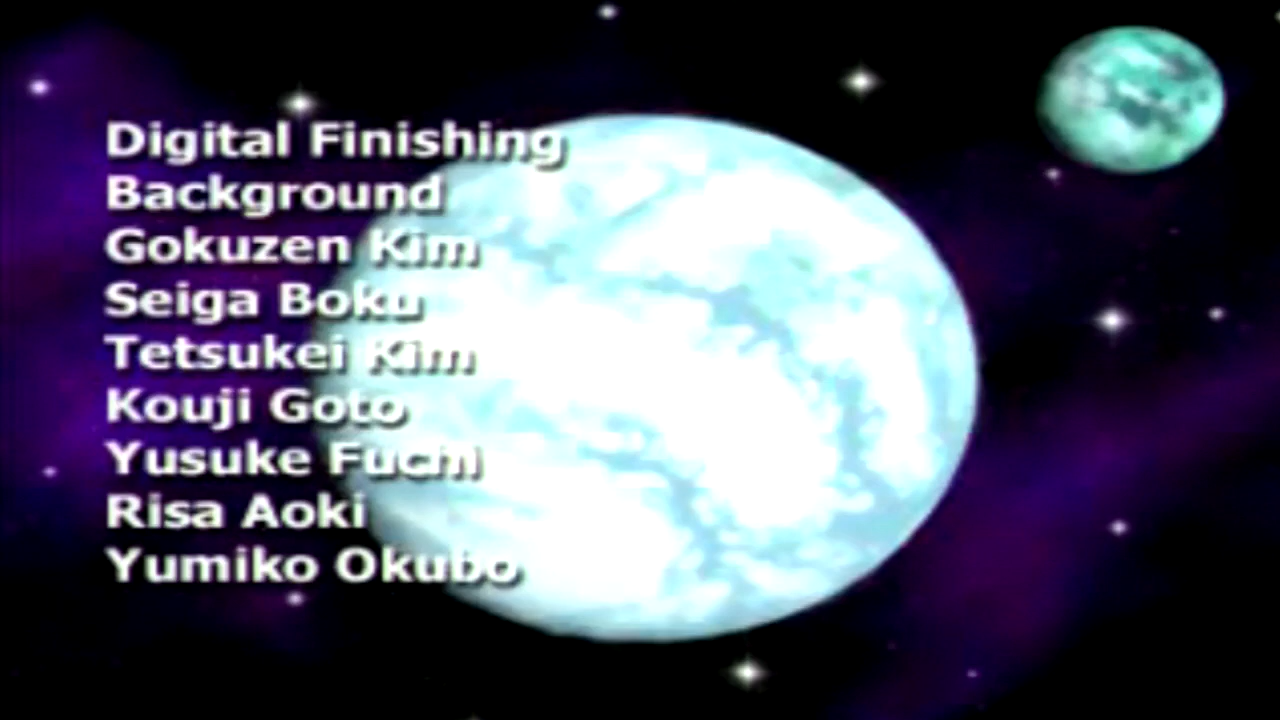 Digital Finishing
Background
Gokuzen Kim
Seiga Boku
Tetsukei Kim
Kouji Goto
Yusuke Fuchi
Risa Aoki
Yumiko Okubo